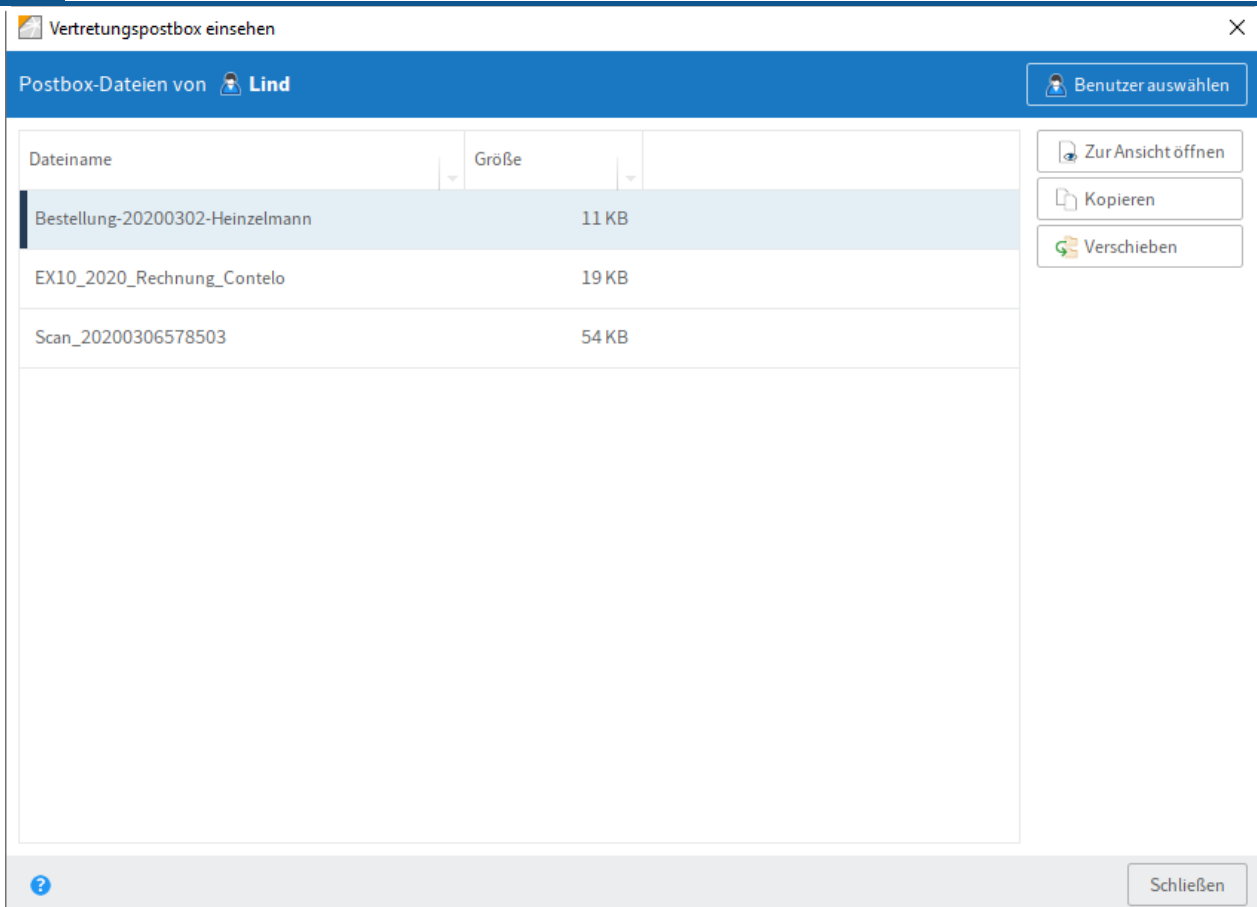 Vertretungspostbox einsehen
Postbox-Dateien von Lind
Benutzer auswählen
Dateiname Größe
Bestellung-20200302-Heinzelmann 11 KB
EX10_2020_Rechnung_Contelo 19 KB
Scan_20200306578503 54 KB
Zur Ansicht öffnen
Kopieren
Verschieben
?
Schließen